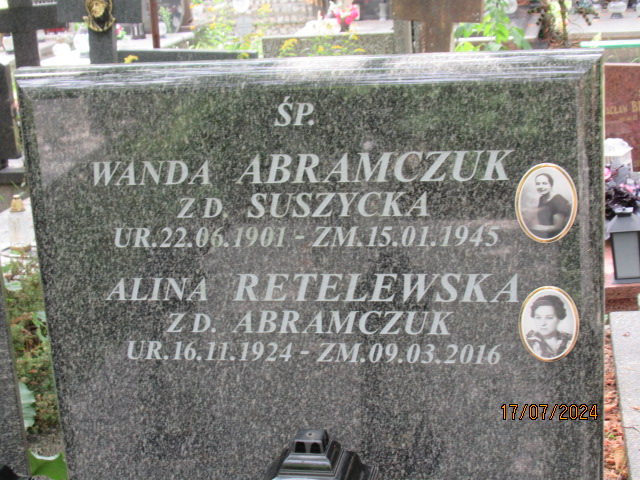 ŚP.
WANDA ABRAMCZUK
Z D. SUSZYCKA
UR.22.06.1901 - ZM.15.01.1945
ALINA RETELEWSKA
Z D. ABRAMCZUK
UR.16.11.1924 - ZM.09.03.2016
17/07/2024